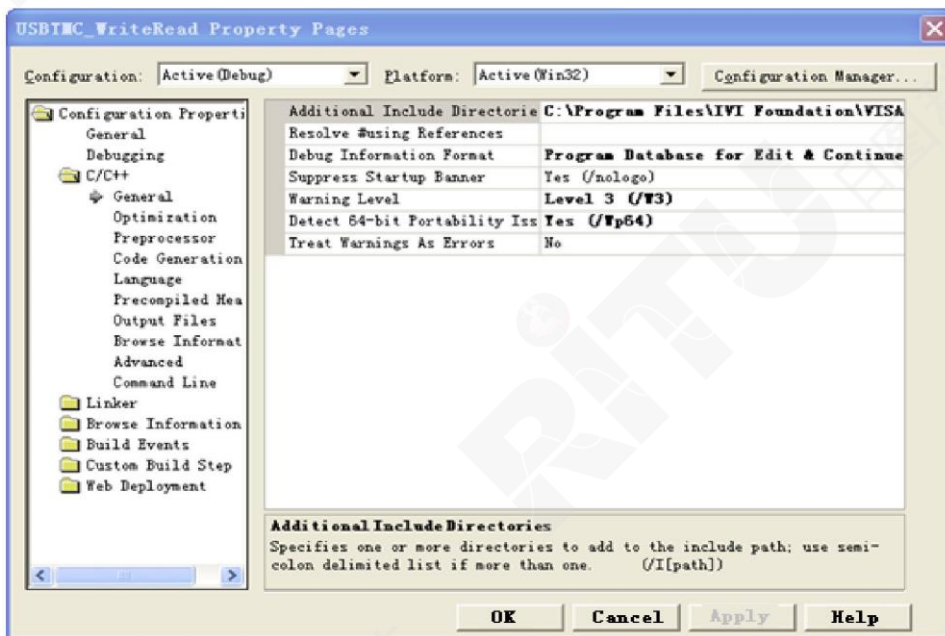 USBTMC_WriteRead Property Pages
Configuration: Active(Debug) Platform: Active(Win32) Configuration Manager...
Configuration Properti
General
Debugging
C/C++
General
Optimization
Preprocessor
Code Generation
Language
Precompiled Hea
Output Files
Browse Informat
Advanced
Command Line
Linker
Browse Information
Build Events
Custom Build Step
Web Deployment
Additional Include Directorie C:\Program Files\IVI Foundation\VISA
Resolve #using References
Debug Information Format Program Database for Edit & Continue
Suppress Startup Banner Yes (/nologo)
Warning Level Level 3 (/W3)
Detect 64-bit Portability Iss Yes (/Wp64)
Treat Warnings As Errors No
Additional Include Directories
Specifies one or more directories to add to the include path; use semi-
colon delimited list if more than one. (/I[path])
OK Cancel Apply Help
RITU